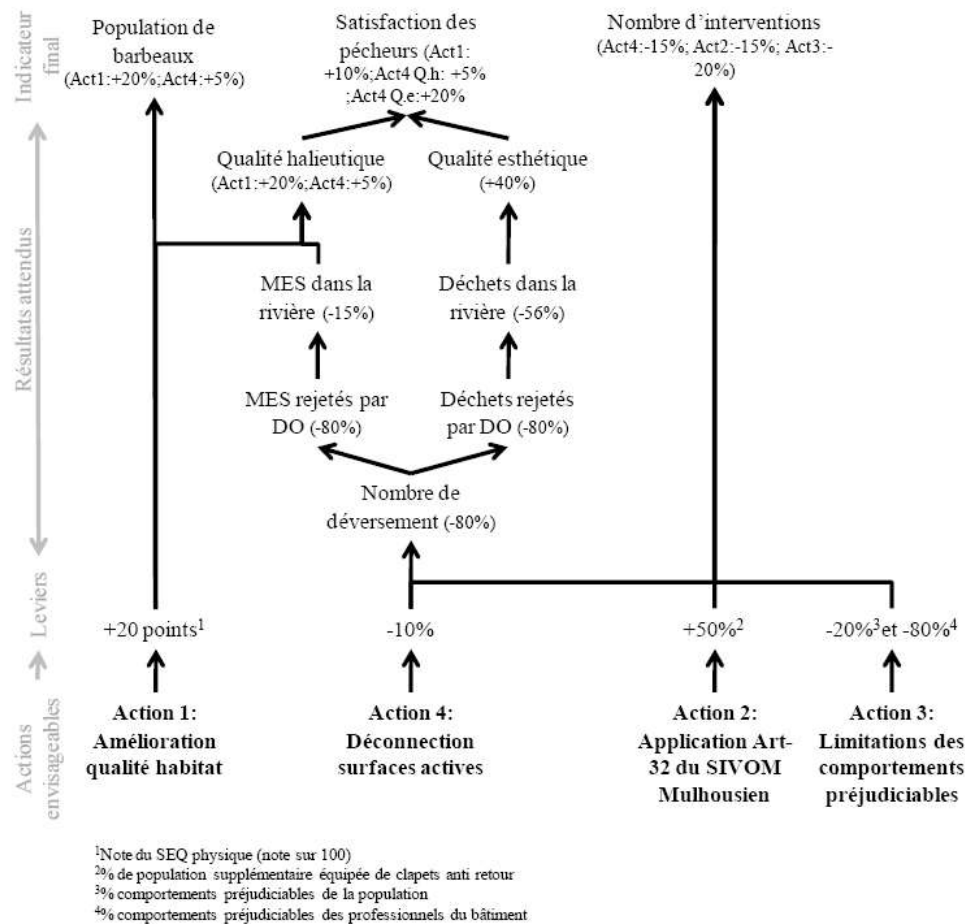 Indicateur
final
Résultats attendus
Leviers
Actions
envisageables
Population de
barbeaux
(Act1:+20%;Act4:+5%)
Satisfaction des
pécheurs (Act1:
+10%;Act4 Q.h: +5%
;Act4 Q.e:+20%
Nombre d'interventions
(Act4:-15%; Act2:-15%; Act3:-
20%)
Qualité halieutique
(Act1:+20%;Act4:+5%)
Qualité esthétique
(+40%)
MES dans la
rivière (-15%)
Déchets dans la
rivière (-56%)
MES rejetés par
DO (-80%)
Déchets rejetés
par DO (-80%)
Nombre de
déversement (-80%)
+20 points¹
-10%
+50%²
-20%³ et -80%⁴
Action 1:
Amélioration
qualité habitat
Action 4:
Déconnection
surfaces actives
Action 2:
Application Art-
32 du SIVOM
Mulhousien
Action 3:
Limitations des
comportements
préjudiciables
¹Note du SEQ physique (note sur 100)
²% de population supplémentaire équipée de clapets anti retour
³% comportements préjudiciables de la population
⁴% comportements préjudiciables des professionnels du bâtiment